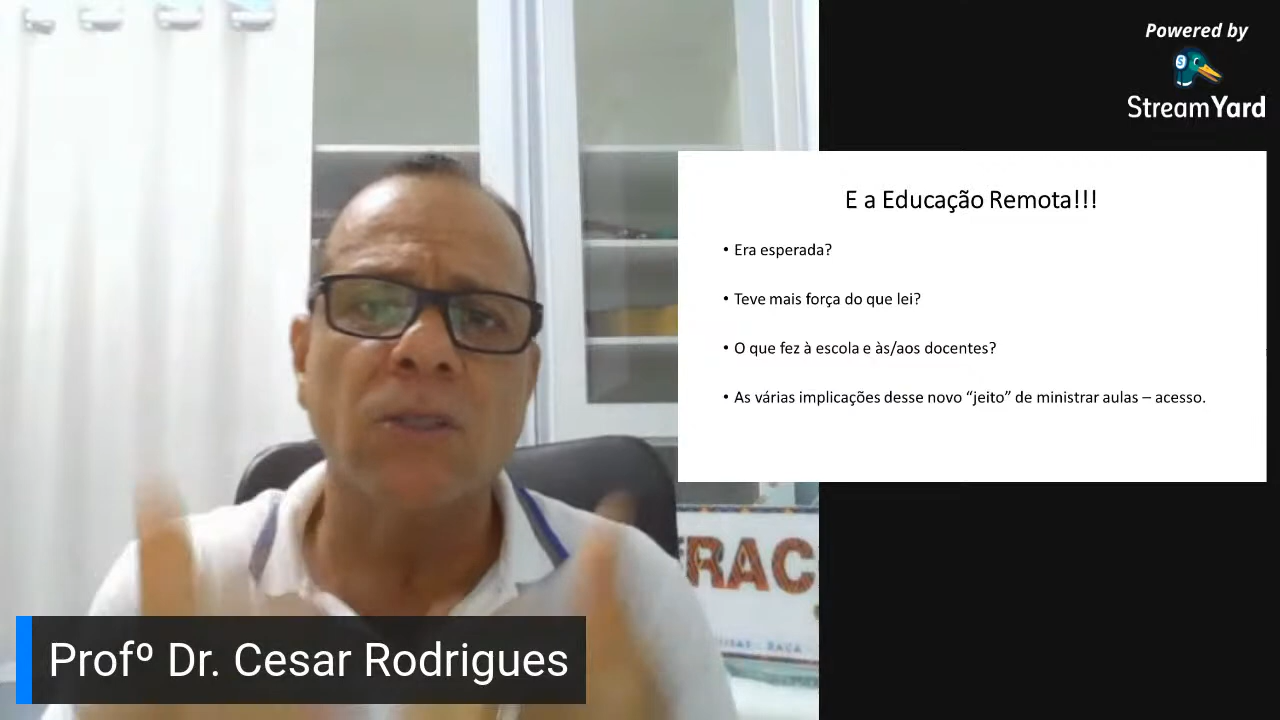 Powered by
StreamYard
E a Educação Remota!!!
• Era esperada?
• Teve mais força do que lei?
• O que fez à escola e às/aos docentes?
• As várias implicações desse novo “jeito” de ministrar aulas – acesso.
RAC
RAÇA
Profº Dr. Cesar Rodrigues